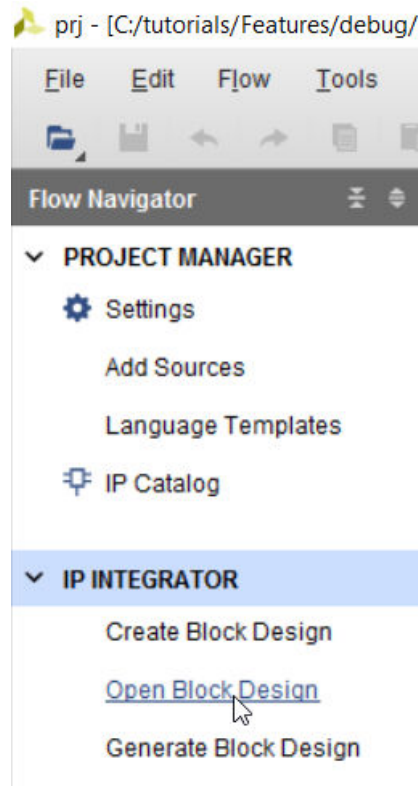 prj - [C:/tutorials/Features/debug/
File Edit Flow Tools
Flow Navigator
PROJECT MANAGER
Settings
Add Sources
Language Templates
IP Catalog
IP INTEGRATOR
Create Block Design
Open Block Design
Generate Block Design